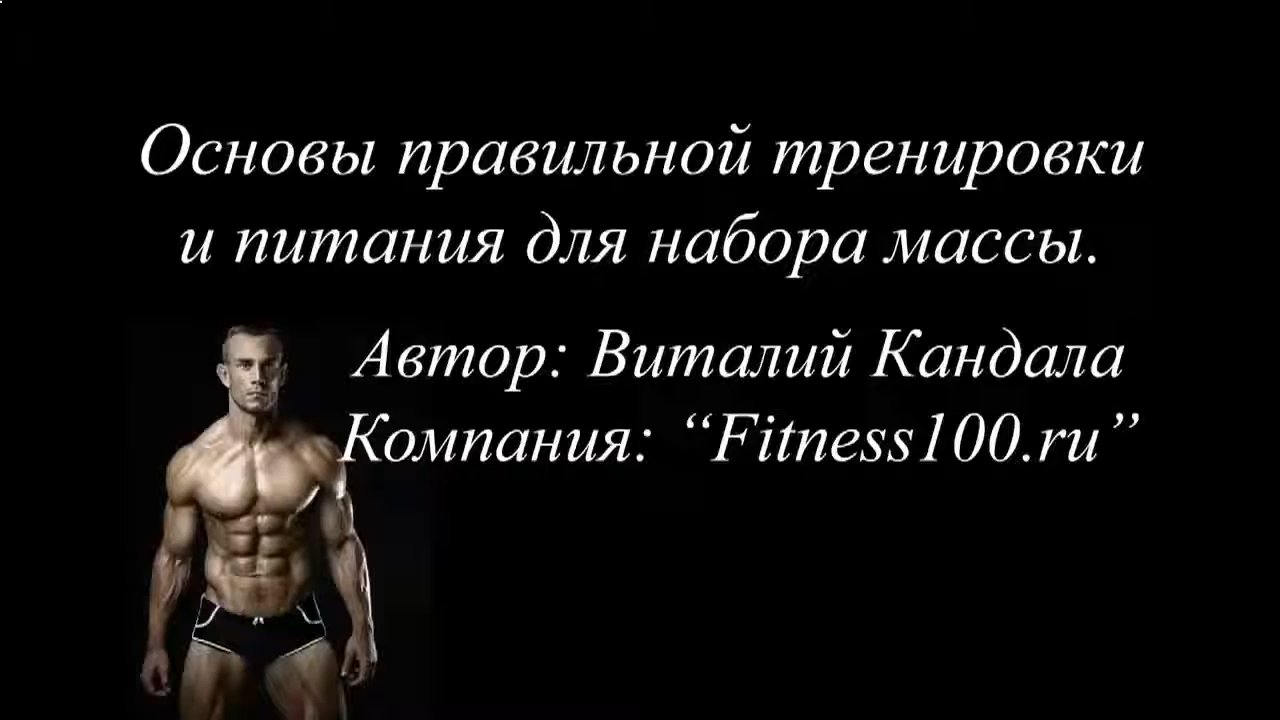 Основы правильной тренировки
и питания для набора массы.
Автор: Виталий Кандала
Компания: “Fitness100.ru”